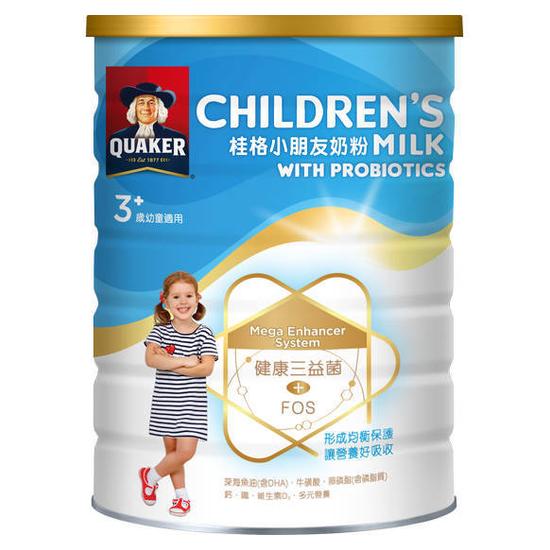 QUAKER
Est 1877
CHILDREN'S
桂格小朋友奶粉 MILK
WITH PROBIOTICS
3+
歲幼童適用
Mega Enhancer
System
健康三益菌
+
FOS
形成均衡保護
讓營養好吸收
深海魚油(含DHA)、牛磺酸、卵磷脂(含磷脂質)
鈣、鐵、維生素D₃、多元營養